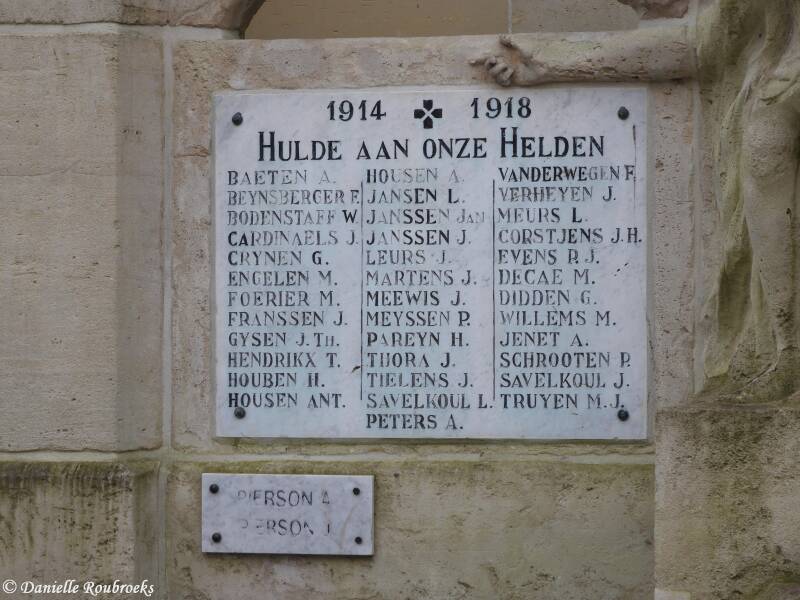 1914 1918
HULDE AAN ONZE HELDEN
BAETEN A.
BEYNSBERGER F.
BODENSTAFF W.
CARDINAELS J.
CRYNEN G.
ENGELEN M.
FOERIER M.
FRANSSEN J.
GYSEN J. TH.
HENDRIKX T.
HOUBEN H.
HOUSEN ANT.
HOUSEN A.
JANSEN L.
JANSSEN JAN
JANSSEN J.
LEURS J.
MARTENS J.
MEEWIS J.
MEYSSEN P.
PAREYN H.
THORA J.
TIELENS J.
SAVELKOUL L.
PETERS A.
VANDERWEGEN F.
VERHEYEN J.
MEURS L.
CORSTJENS J.H.
EVENS P.J.
DECAE M.
DIDDEN G.
WILLEMS M.
JENET A.
SCHROOTEN P.
SAVELKOUL J.
TRUYEN M.J.
PIERSON A
PIERSON J
© Danielle Roubroeks